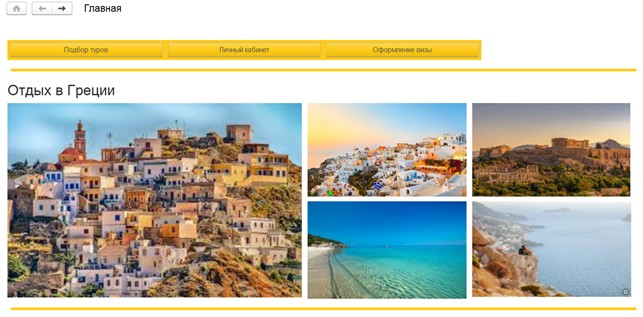 Главная
Подбор туров
Личный кабинет
Оформление визы
Отдых в Греции